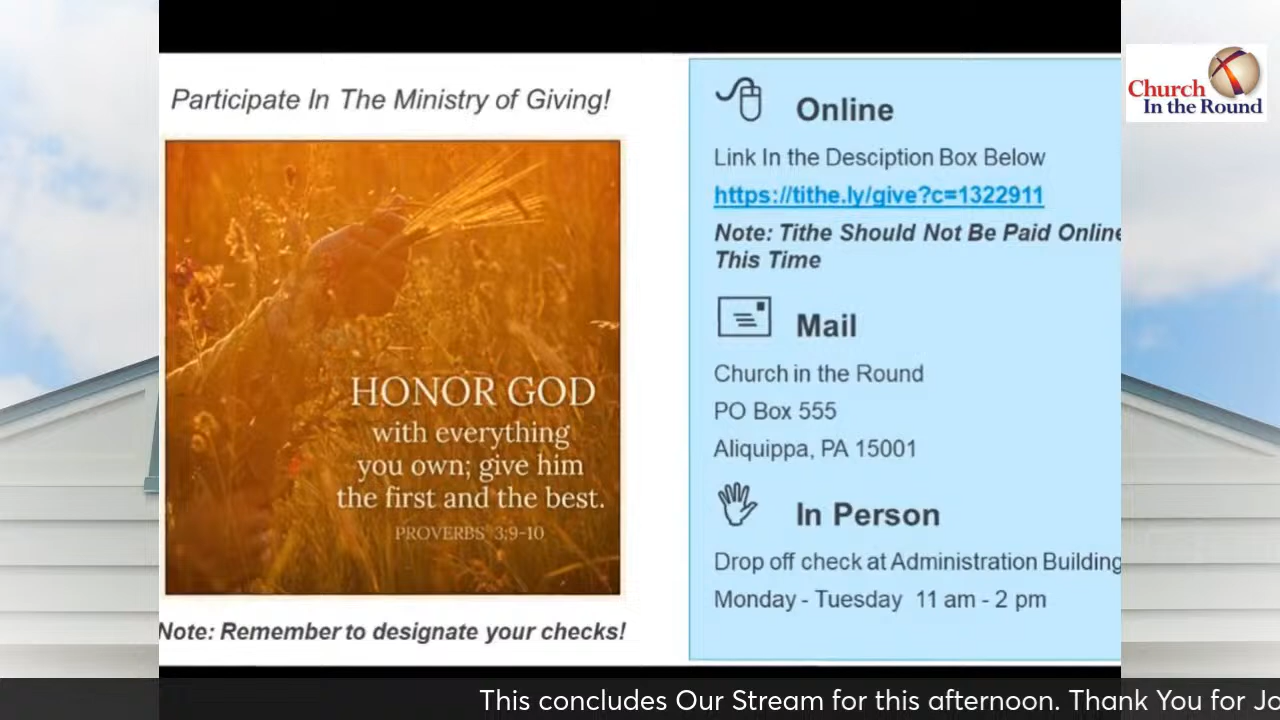 Participate In The Ministry of Giving!
HONOR GOD
with everything
you own; give him
the first and the best.
PROVERBS 3:9-10
Note: Remember to designate your checks!
Online
Link In the Desciption Box Below
https://tithe.ly/give?c=1322911
Note: Tithe Should Not Be Paid Online
This Time
Mail
Church in the Round
PO Box 555
Aliquippa, PA 15001
In Person
Drop off check at Administration Building
Monday - Tuesday 11 am - 2 pm
Church
In the Round
This concludes Our Stream for this afternoon. Thank You for Jo